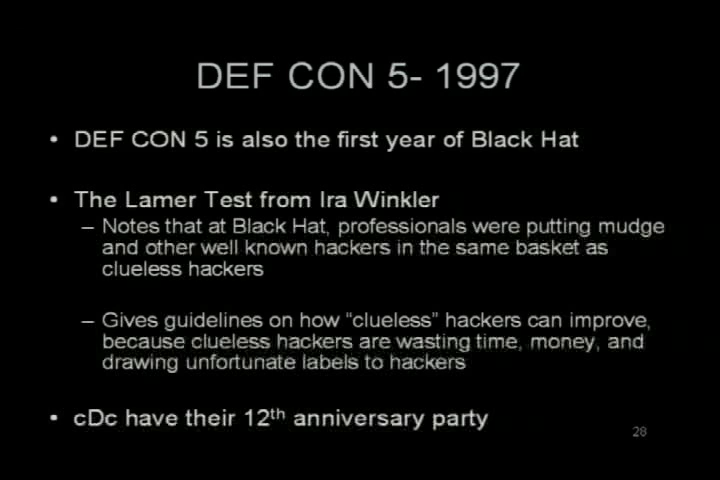 DEF CON 5- 1997
• DEF CON 5 is also the first year of Black Hat
• The Lamer Test from Ira Winkler
– Notes that at Black Hat, professionals were putting mudge
and other well known hackers in the same basket as
clueless hackers
– Gives guidelines on how “clueless” hackers can improve,
because clueless hackers are wasting time, money, and
drawing unfortunate labels to hackers
• cDc have their 12th anniversary party
28